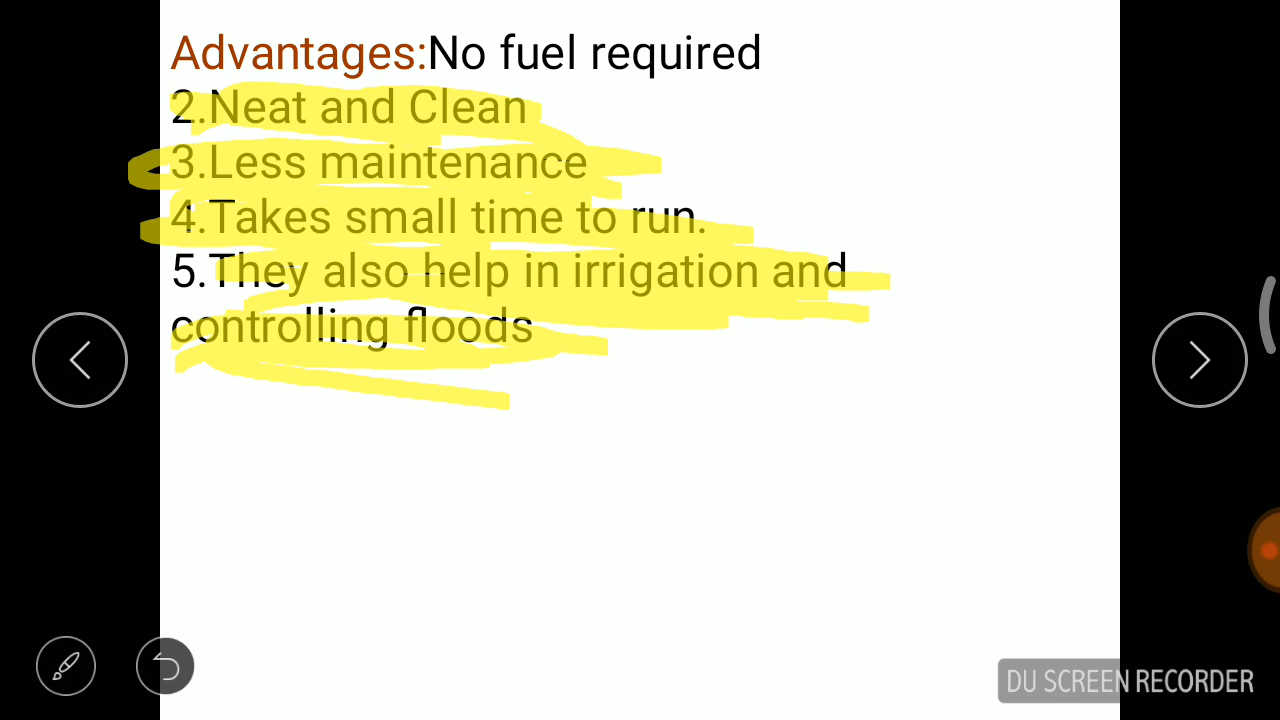 Advantages:No fuel required
2.Neat and Clean
3.Less maintenance
4.Takes small time to run.
5.They also help in irrigation and
controlling floods
DU SCREEN RECORDER